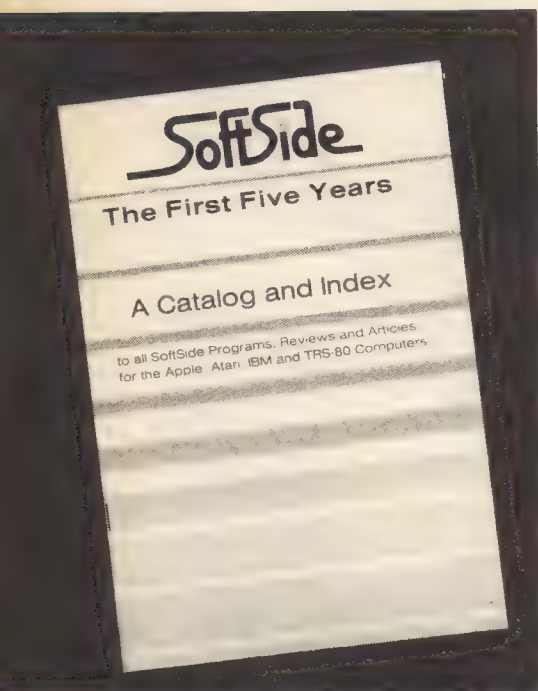 SoftSide
The First Five Years
A Catalog and Index
to all SoftSide Programs, Reviews and Articles
for the Apple Atari IBM and TRS-80 Computers